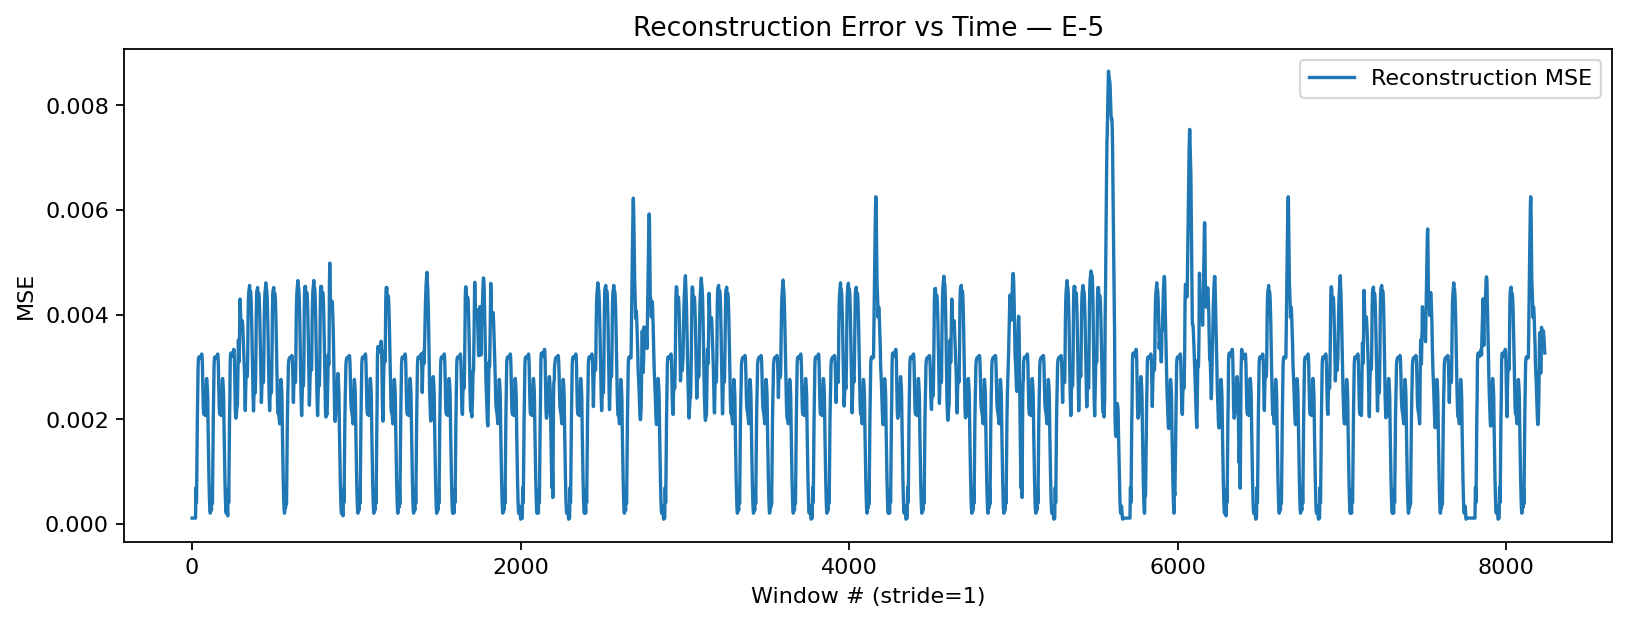 Reconstruction Error vs Time — E-5
Reconstruction MSE
MSE
0.008
0.006
0.004
0.002
0.000
0 2000 4000 6000 8000
Window # (stride=1)